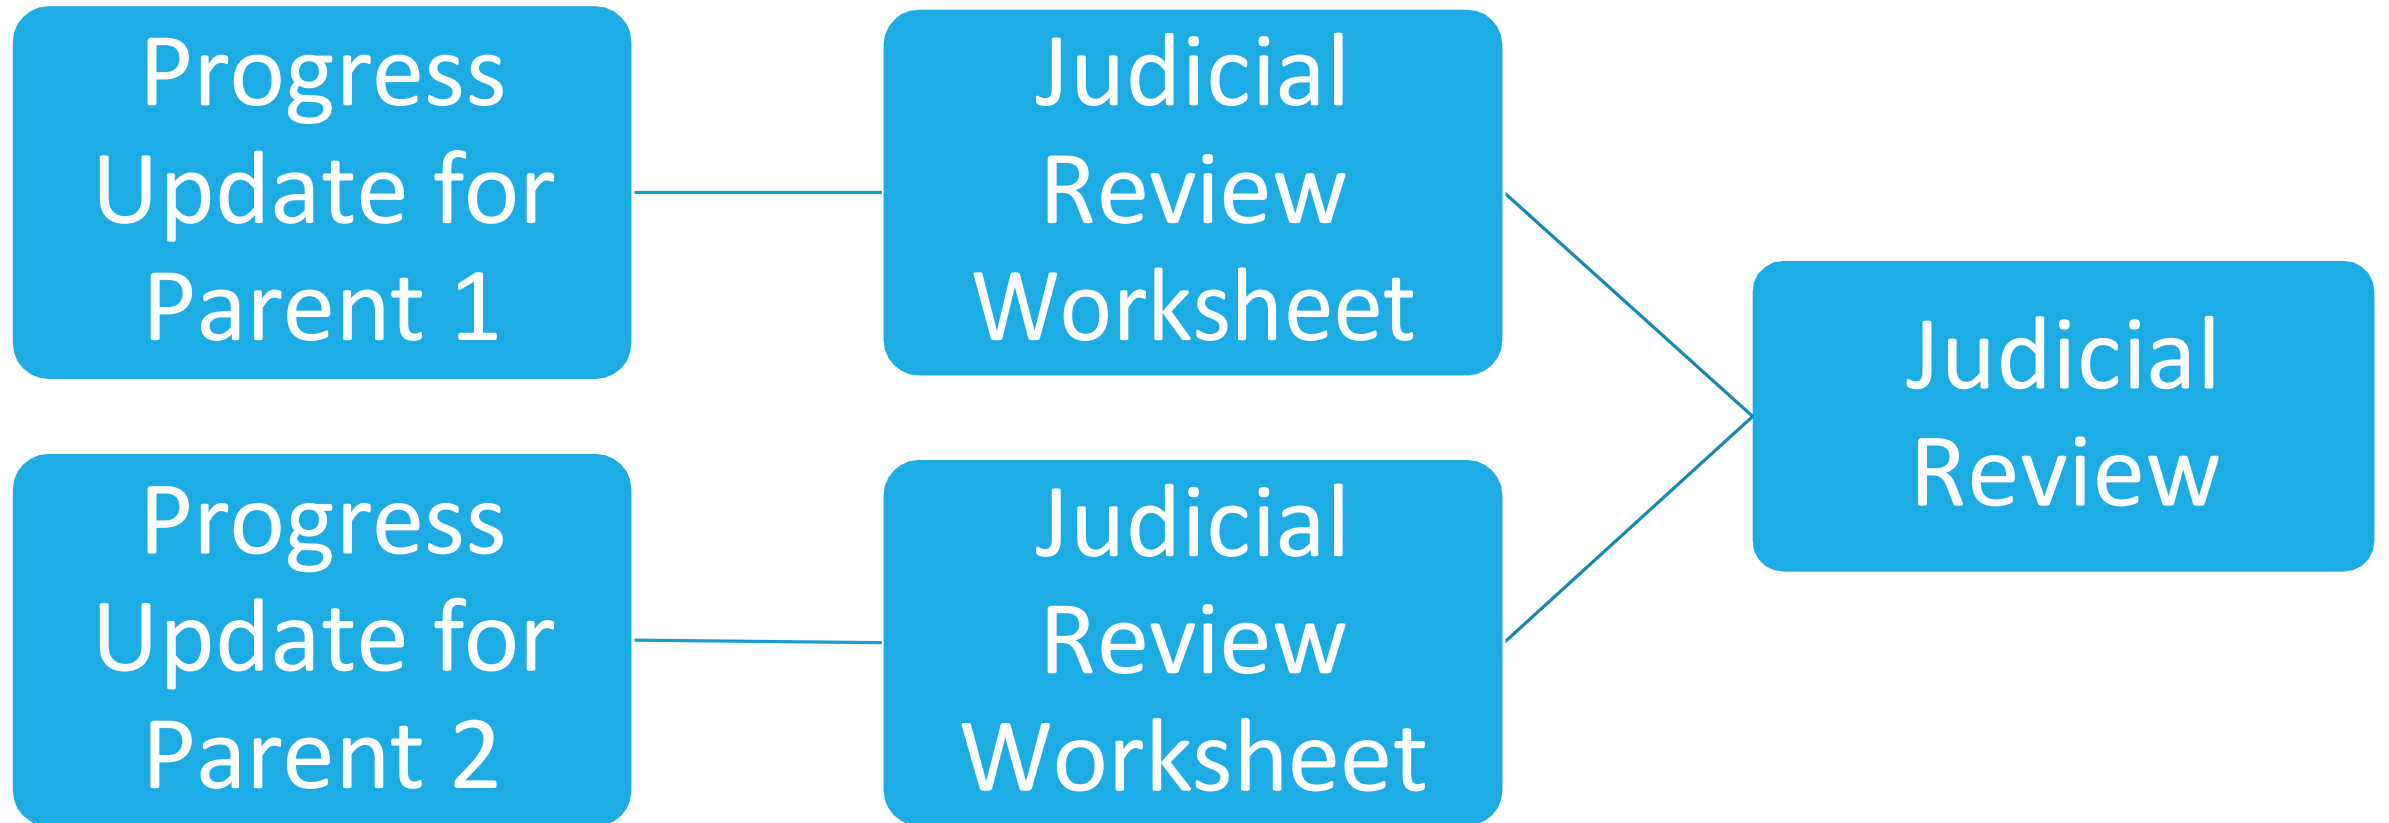 Progress
Update for
Parent 1
Judicial
Review
Worksheet
Progress
Update for
Parent 2
Judicial
Review
Worksheet
Judicial
Review